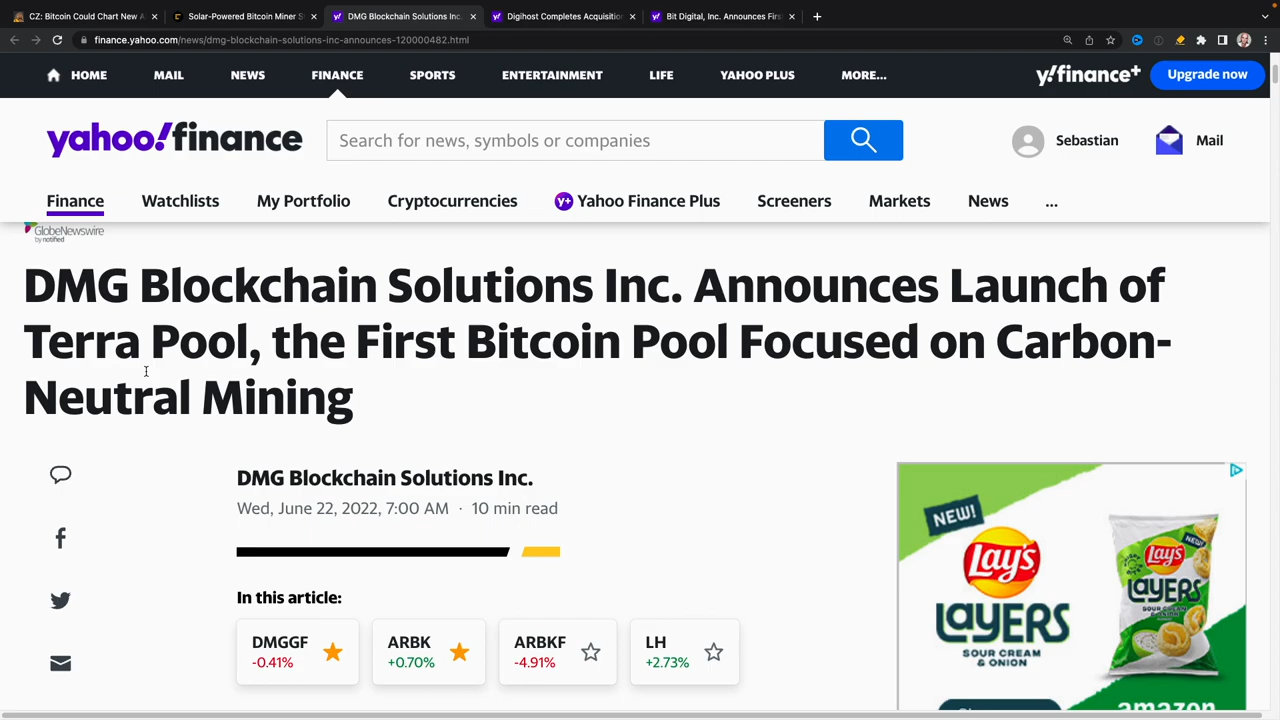 CZ: Bitcoin Could Chart New A
Solar-Powered Bitcoin Miner S
DMG Blockchain Solutions Inc.
Digihost Completes Acquisition
Bit Digital, Inc. Announces Firs
finance.yahoo.com/news/dmg-blockchain-solutions-inc-announces-120000482.html
HOME MAIL NEWS FINANCE SPORTS ENTERTAINMENT LIFE YAHOO PLUS MORE...
y!finance+ Upgrade now
yahoo!finance
Search for news, symbols or companies
Sebastian
Mail
Finance Watchlists My Portfolio Cryptocurrencies y+ Yahoo Finance Plus Screeners Markets News ...
GlobeNewswire
by notified
DMG Blockchain Solutions Inc. Announces Launch of
Terra Pool, the First Bitcoin Pool Focused on Carbon-
Neutral Mining
DMG Blockchain Solutions Inc.
Wed, June 22, 2022, 7:00 AM · 10 min read
In this article:
DMGGF
-0.41%
ARBK
+0.70%
ARBKF
-4.91%
LH
+2.73%
NEW!
Lay's
LAYERS
SOUR CREAM
& ONION
NEW!
Lay's
LAYERS
SOUR CREAM & ONION
amazon